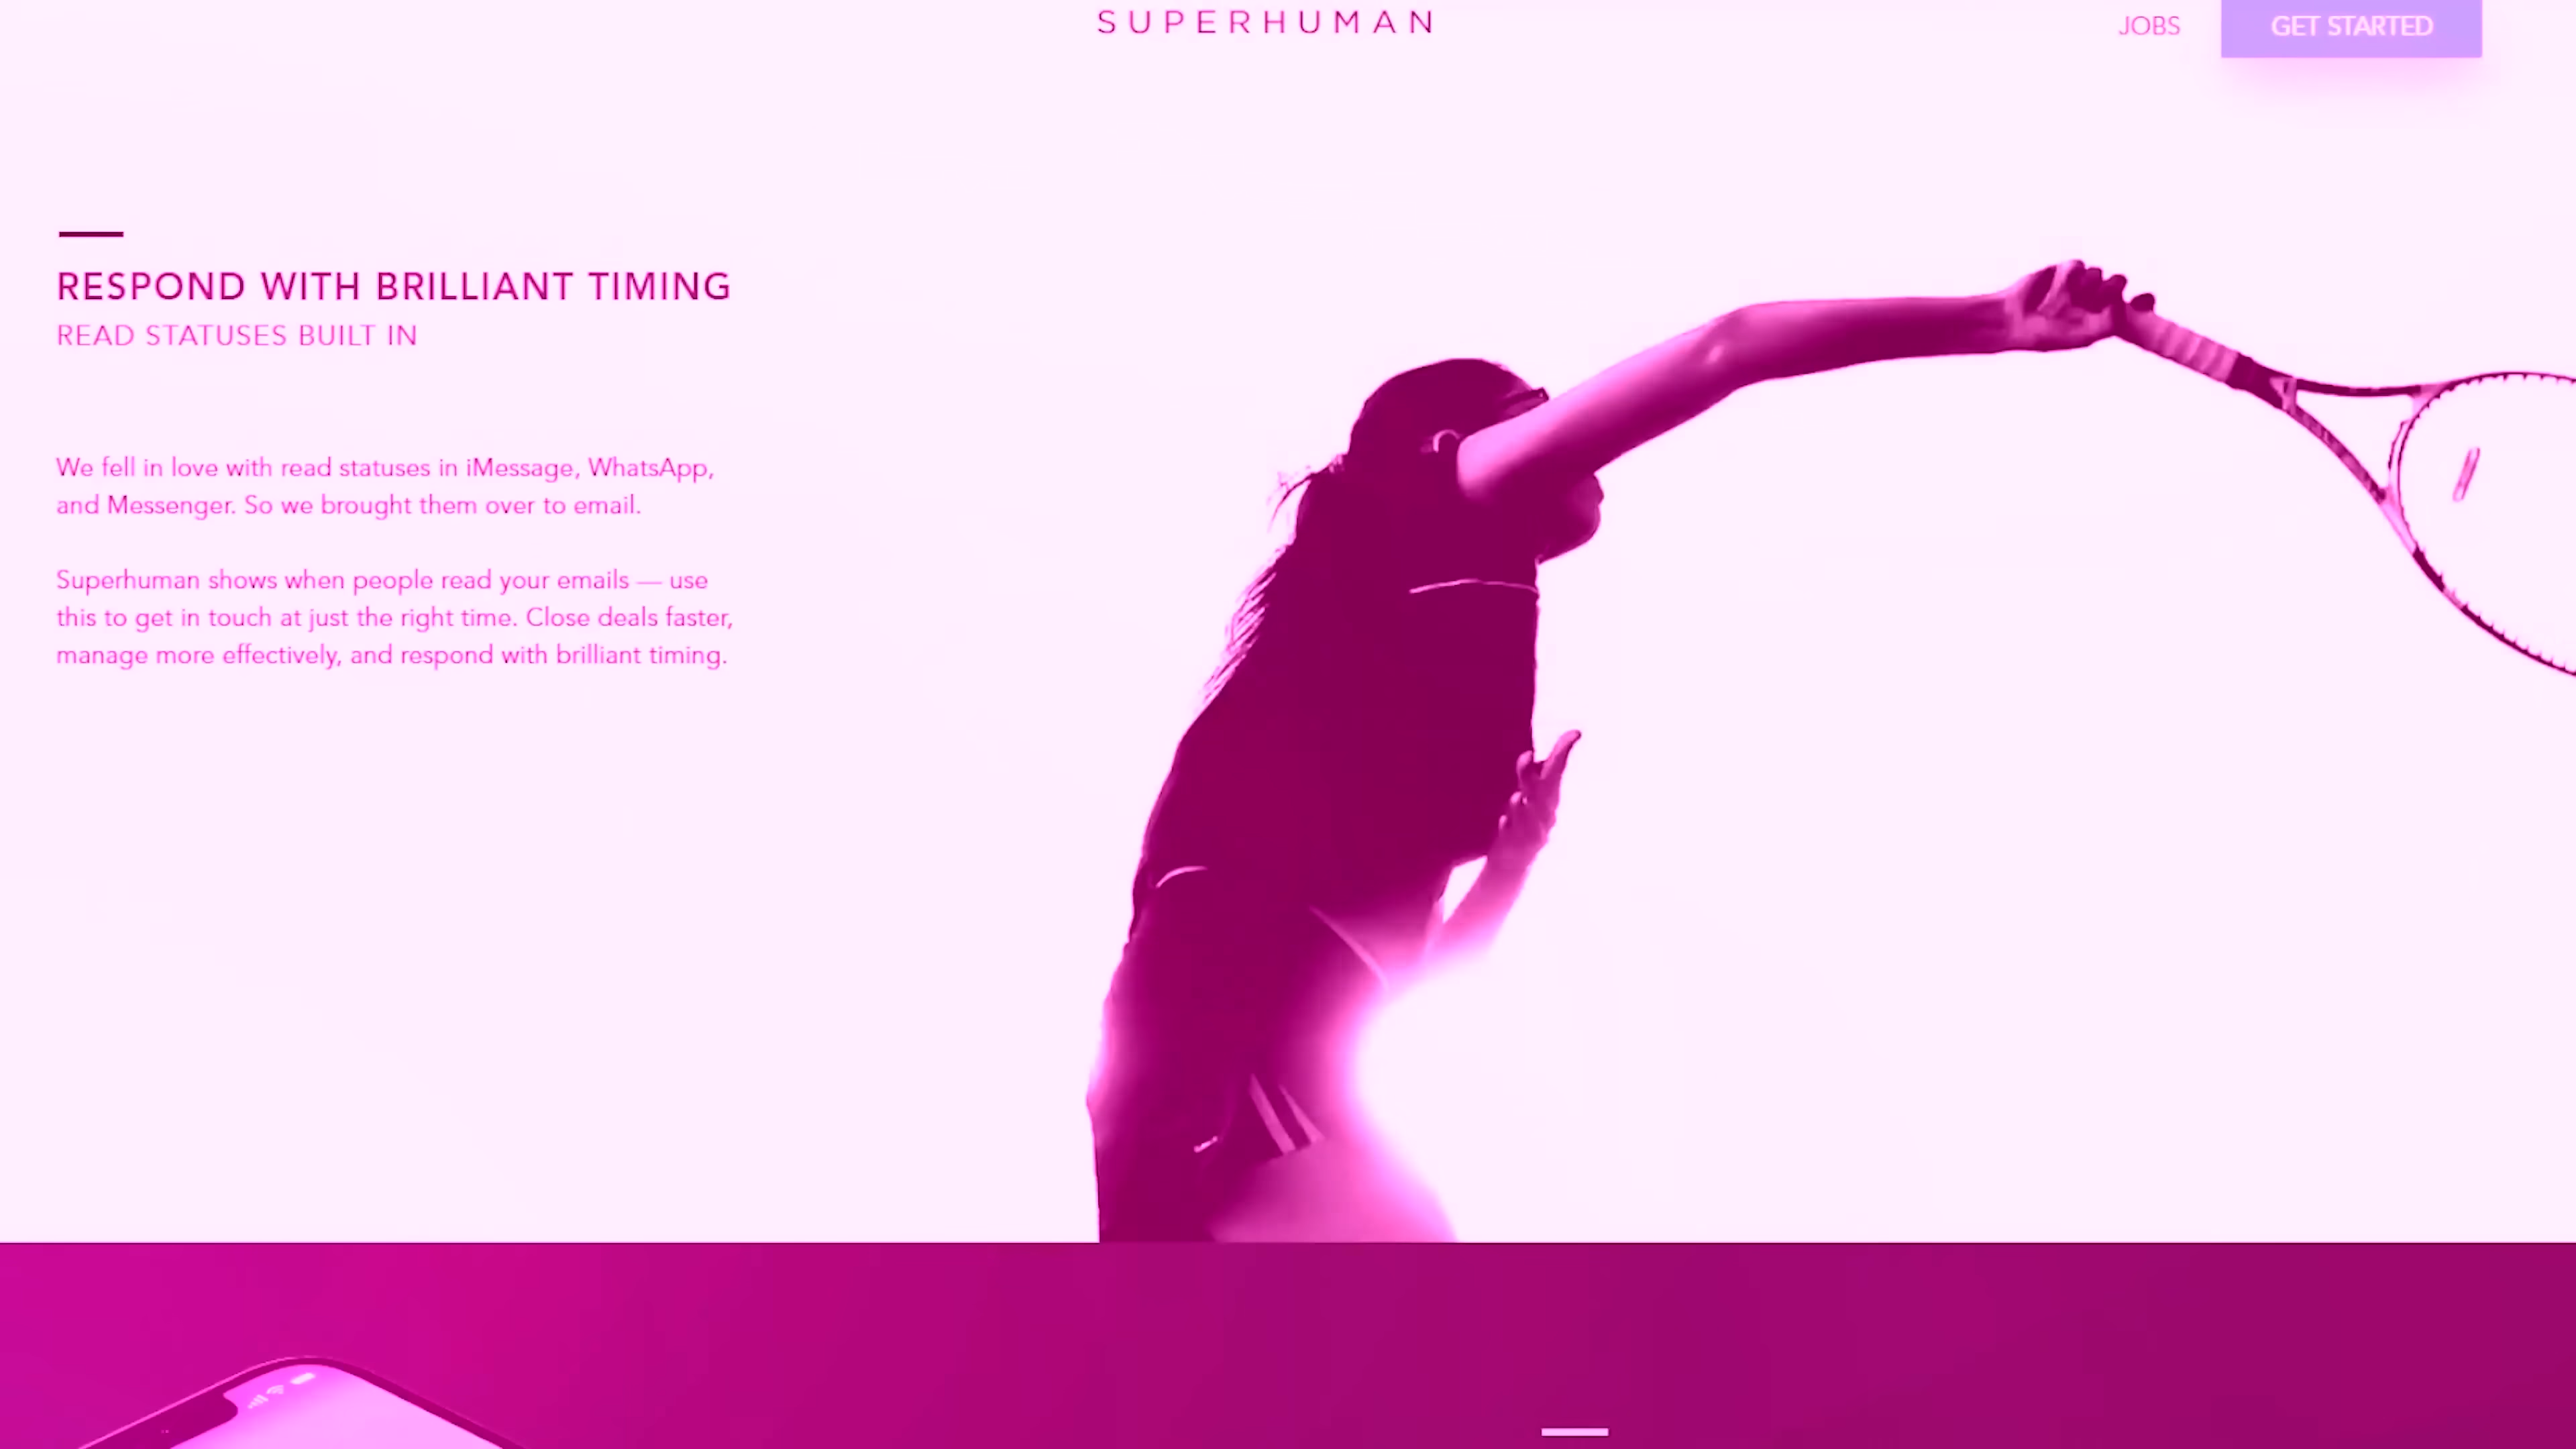 SUPERHUMAN
JOBS
GET STARTED
RESPOND WITH BRILLIANT TIMING
READ STATUSES BUILT IN
We fell in love with read statuses in iMessage, WhatsApp,
and Messenger. So we brought them over to email.
Superhuman shows when people read your emails — use
this to get in touch at just the right time. Close deals faster,
manage more effectively, and respond with brilliant timing.